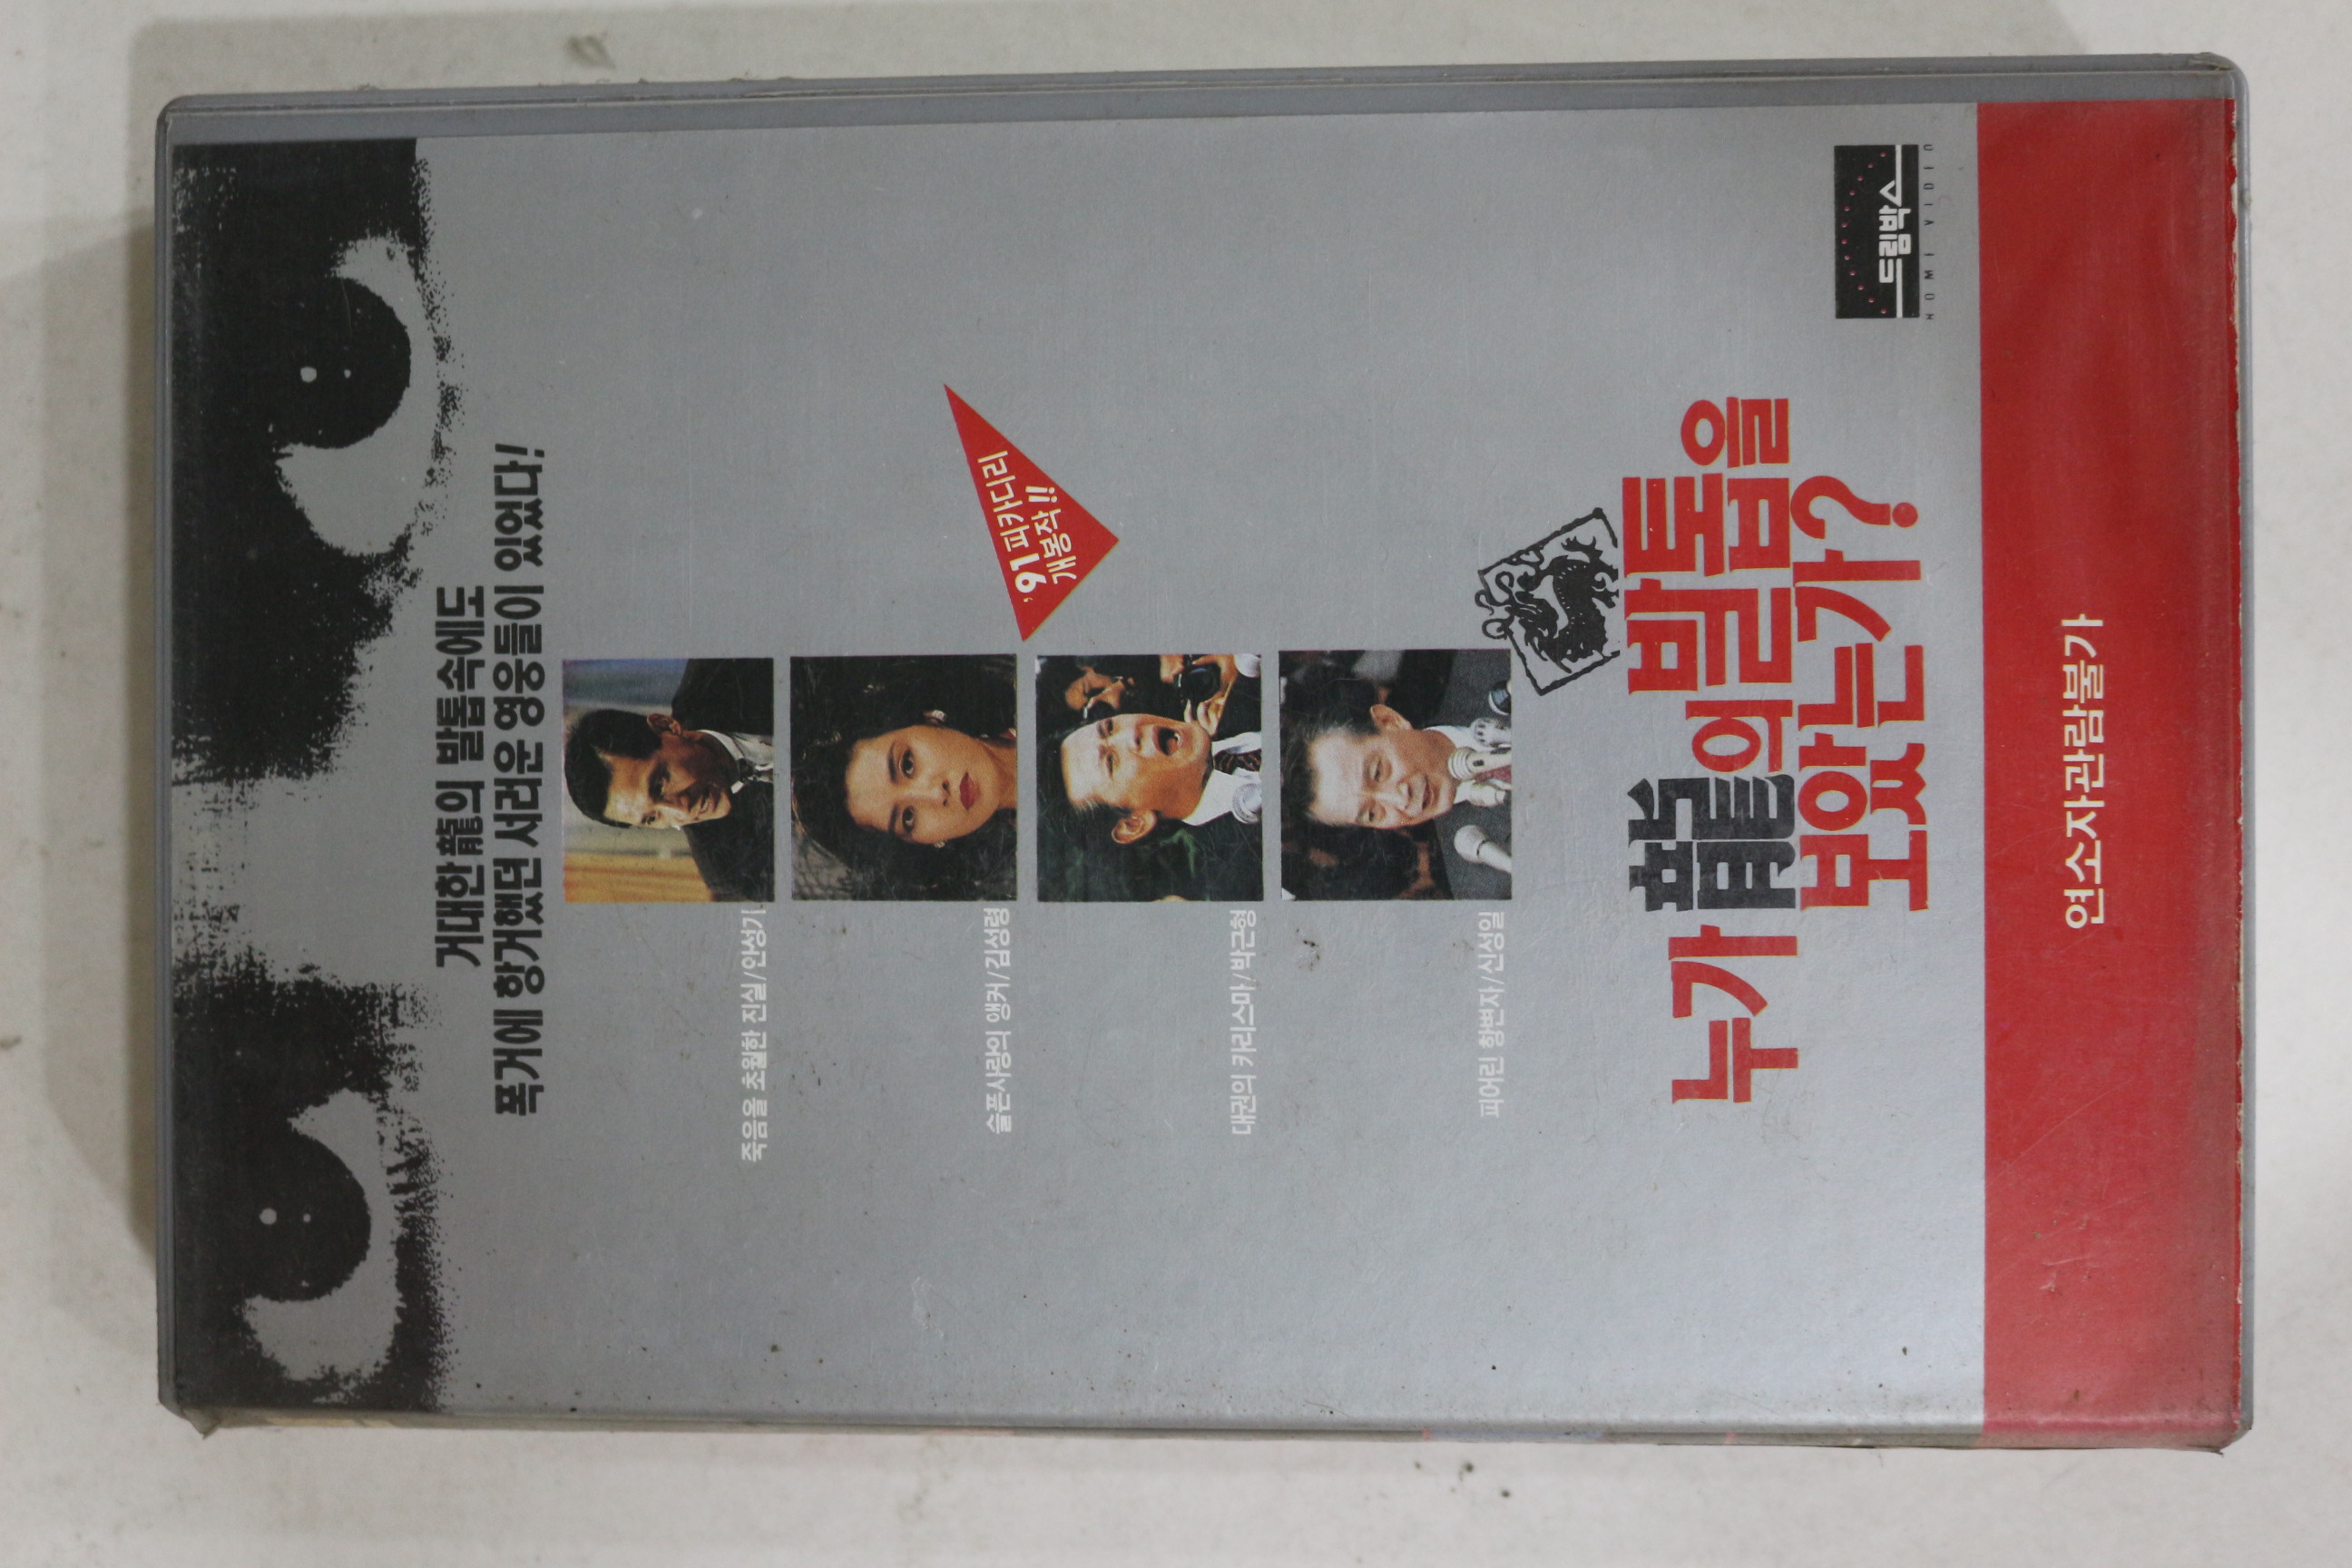 거대한 龍의 발톱속에도
폭거에 항거했던 서러운 영웅들이 있었다!
죽음을 초월한 진실/안성기
슬픈사랑의 앵커/김성령
'91 피카디리
개봉작!!
대권의 카리스마/박근형
피어린 항변자/신성일
누가 龍의 발톱을
보았는가?
드림박스
HOME VIDEO
연소자관람불가